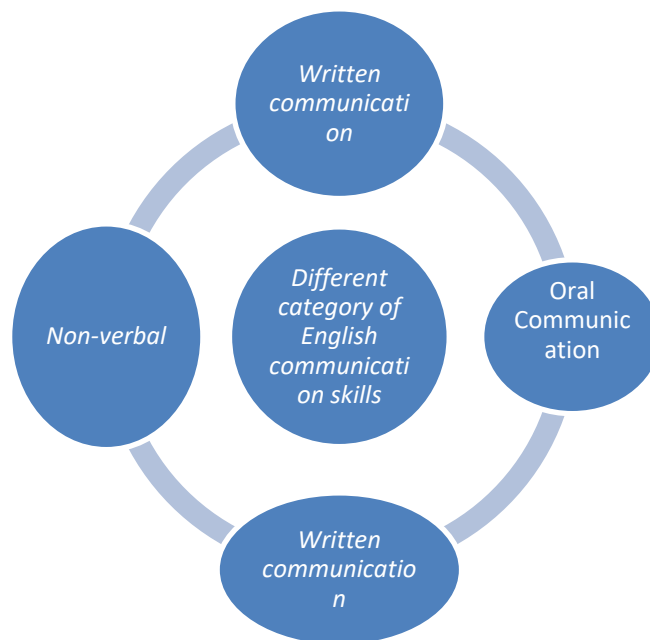 Written
communicati
on
Different
category of
English
communicati
on skills
Non-verbal
Oral
Communic
ation
Written
communicatio
n